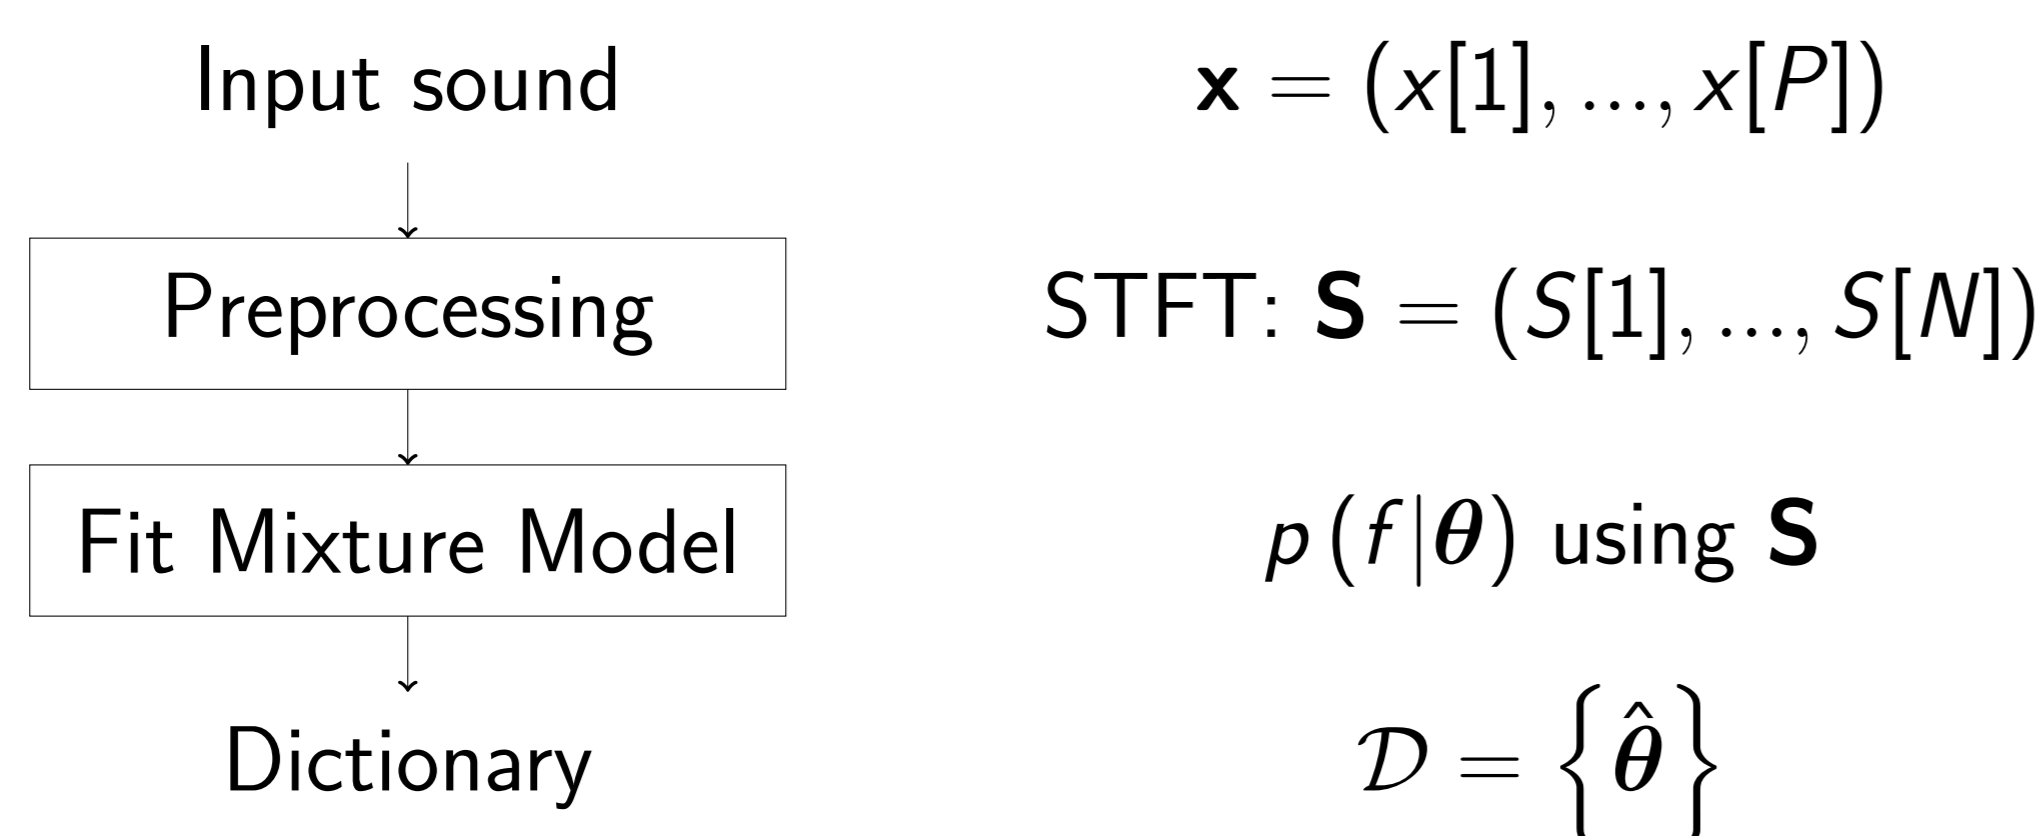 Input sound
x = (x[1], ..., x[P])
Preprocessing
STFT: S = (S[1], ..., S[N])
Fit Mixture Model
p(f|θ) using S
Dictionary
𝒟 = {θ̂}